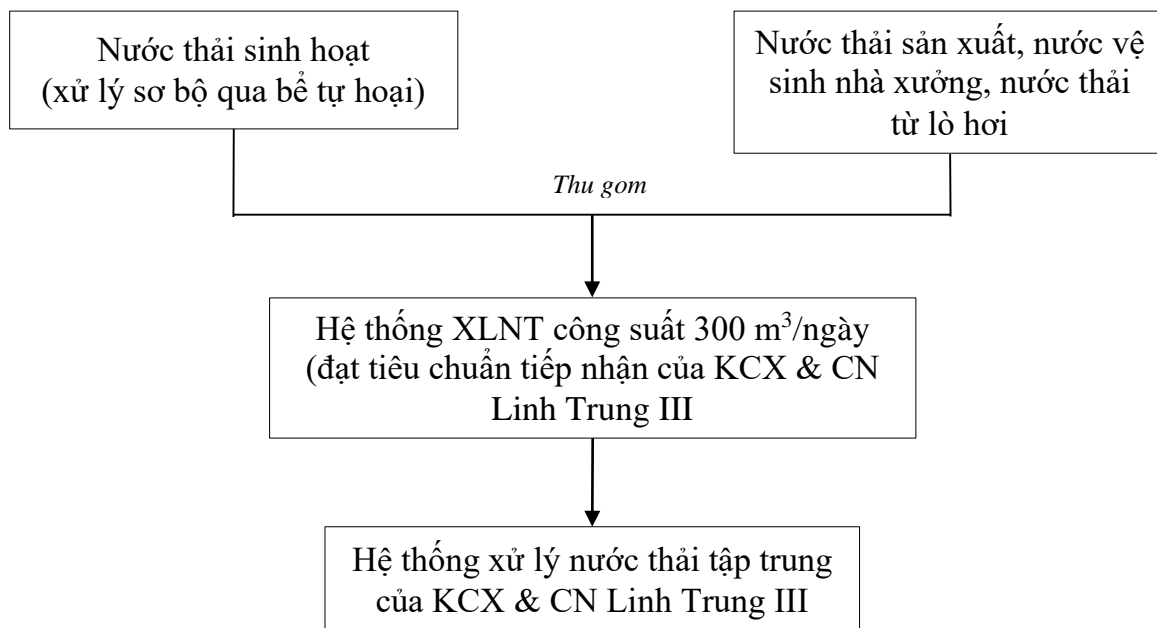 Nước thải sinh hoạt
(xử lý sơ bộ qua bể tự hoại)
Nước thải sản xuất, nước vệ
sinh nhà xưởng, nước thải
từ lò hơi
Thu gom
Hệ thống XLNT công suất 300 m³/ngày
(đạt tiêu chuẩn tiếp nhận của KCX & CN
Linh Trung III
Hệ thống xử lý nước thải tập trung
của KCX & CN Linh Trung III